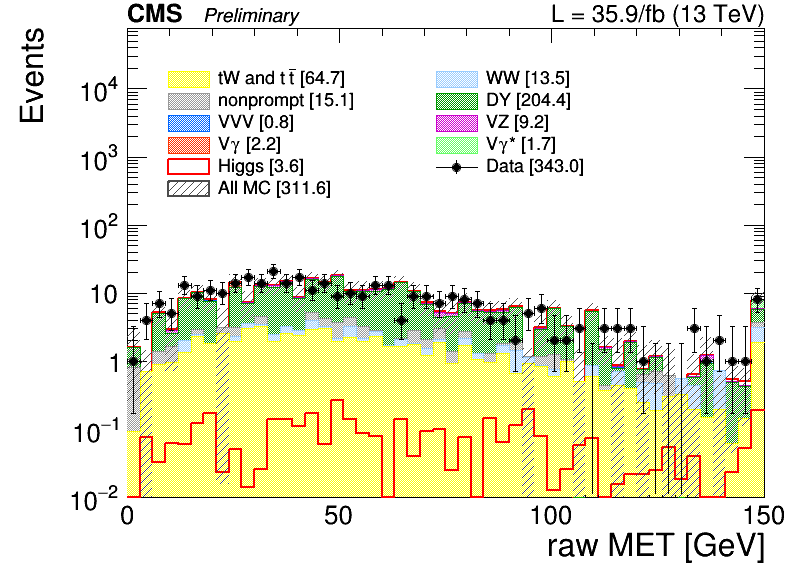 CMS Preliminary L = 35.9/fb (13 TeV)
Events
tW and t t̄ [64.7] WW [13.5]
nonprompt [15.1] DY [204.4]
VVV [0.8] VZ [9.2]
Vγ [2.2] Vγ* [1.7]
Higgs [3.6] Data [343.0]
All MC [311.6]
10⁴
10³
10²
10
1
10⁻¹
10⁻²
0 50 100 150
raw MET [GeV]